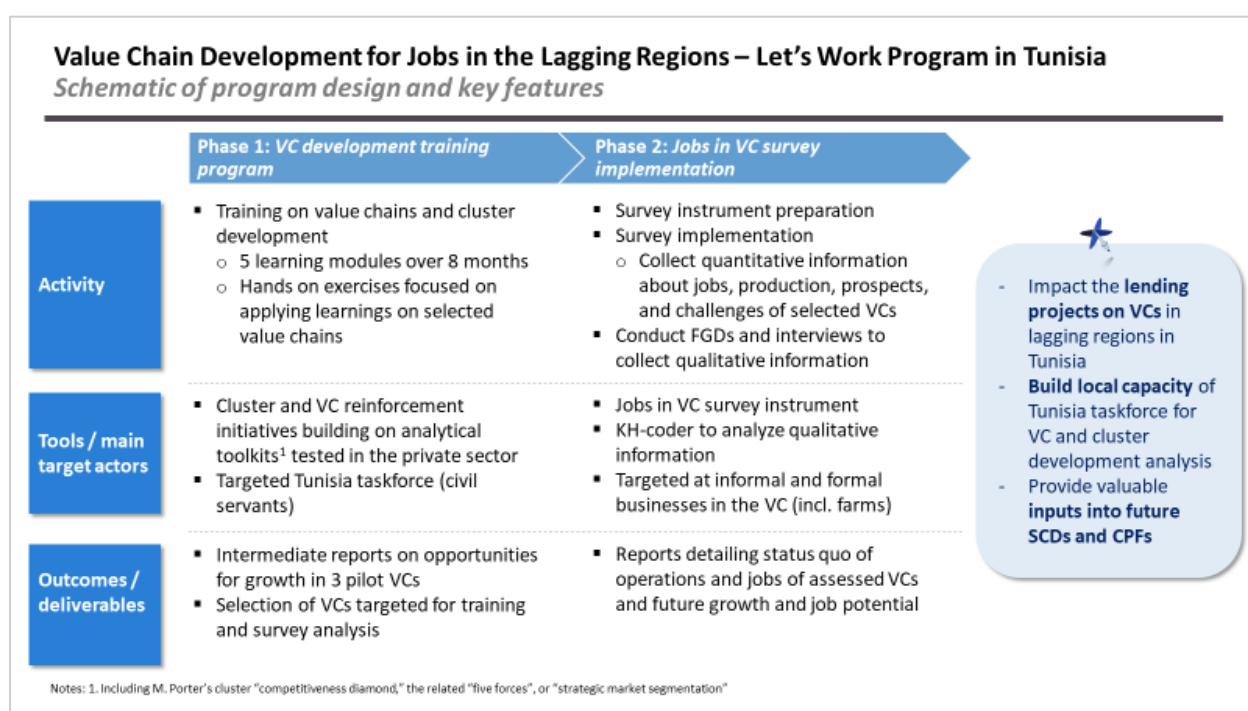 Value Chain Development for Jobs in the Lagging Regions – Let's Work Program in Tunisia
Schematic of program design and key features
Phase 1: VC development training
program
Phase 2: Jobs in VC survey
implementation
Activity
▪ Training on value chains and cluster
development
o 5 learning modules over 8 months
o Hands on exercises focused on
applying learnings on selected
value chains
▪ Survey instrument preparation
▪ Survey implementation
o Collect quantitative information
about jobs, production, prospects,
and challenges of selected VCs
▪ Conduct FGDs and interviews to
collect qualitative information
Tools / main
target actors
▪ Cluster and VC reinforcement
initiatives building on analytical
toolkits¹ tested in the private sector
▪ Targeted Tunisia taskforce (civil
servants)
▪ Jobs in VC survey instrument
▪ KH-coder to analyze qualitative
information
▪ Targeted at informal and formal
businesses in the VC (incl. farms)
Outcomes /
deliverables
▪ Intermediate reports on opportunities
for growth in 3 pilot VCs
▪ Selection of VCs targeted for training
and survey analysis
▪ Reports detailing status quo of
operations and jobs of assessed VCs
and future growth and job potential
- Impact the lending
projects on VCs in
lagging regions in
Tunisia
- Build local capacity of
Tunisia taskforce for
VC and cluster
development analysis
- Provide valuable
inputs into future
SCDs and CPFs
Notes: 1. Including M. Porter's cluster "competitiveness diamond," the related "five forces", or "strategic market segmentation"